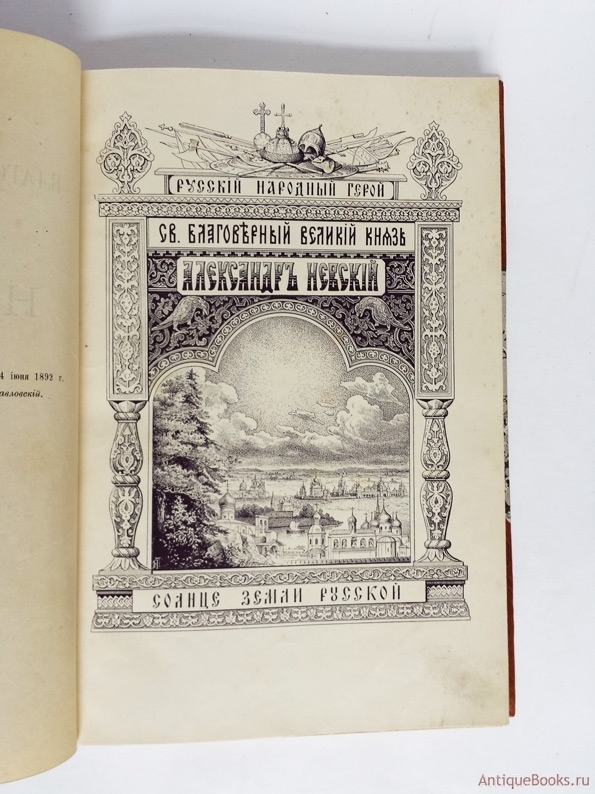 4 іюня 1892 г.
РУССКІЙ НАРОДНЫЙ ГЕРОЙ
СВ. БЛАГОВѢРНЫЙ ВЕЛИКІЙ КНЯЗЬ
АЛЕКСАНДРЪ НЕВСКІЙ
СОЛНЦЕ ЗЕМЛИ РУССКОЙ
AntiqueBooks.ru